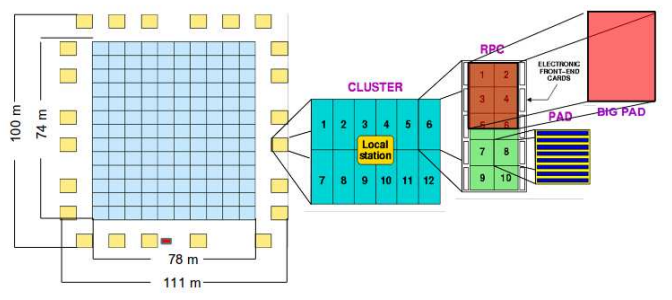 100 m
74 m
78 m
111 m
CLUSTER
1 2 3 4 5 6
Local
station
7 8 9 10 11 12
RPC
1 2
3 4
5 6
7 8
9 10
ELECTRONIC
FRONT-END
CARDS
BIG PAD
PAD